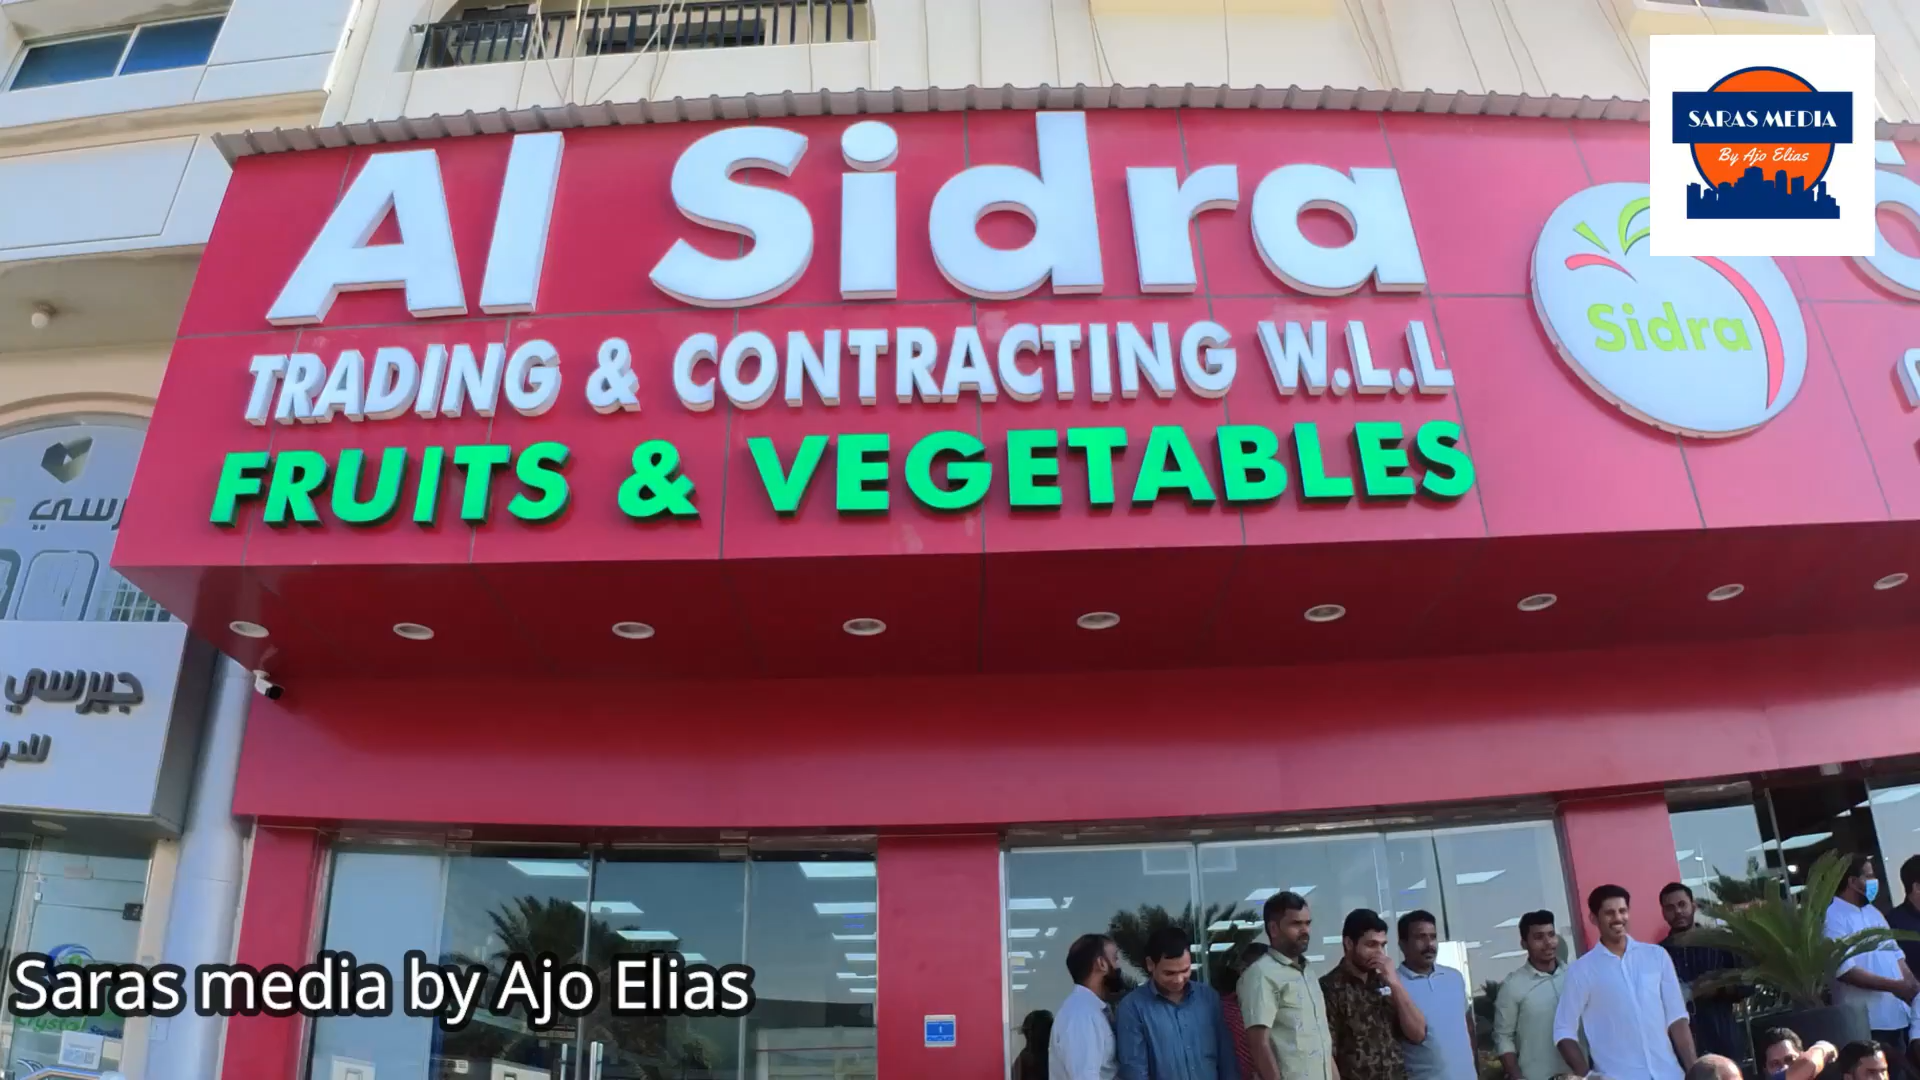 SARAS MEDIA
By Ajo Elias
Al Sidra
TRADING & CONTRACTING W.L.L
FRUITS & VEGETABLES
Sidra
جيرسي
Saras media by Ajo Elias